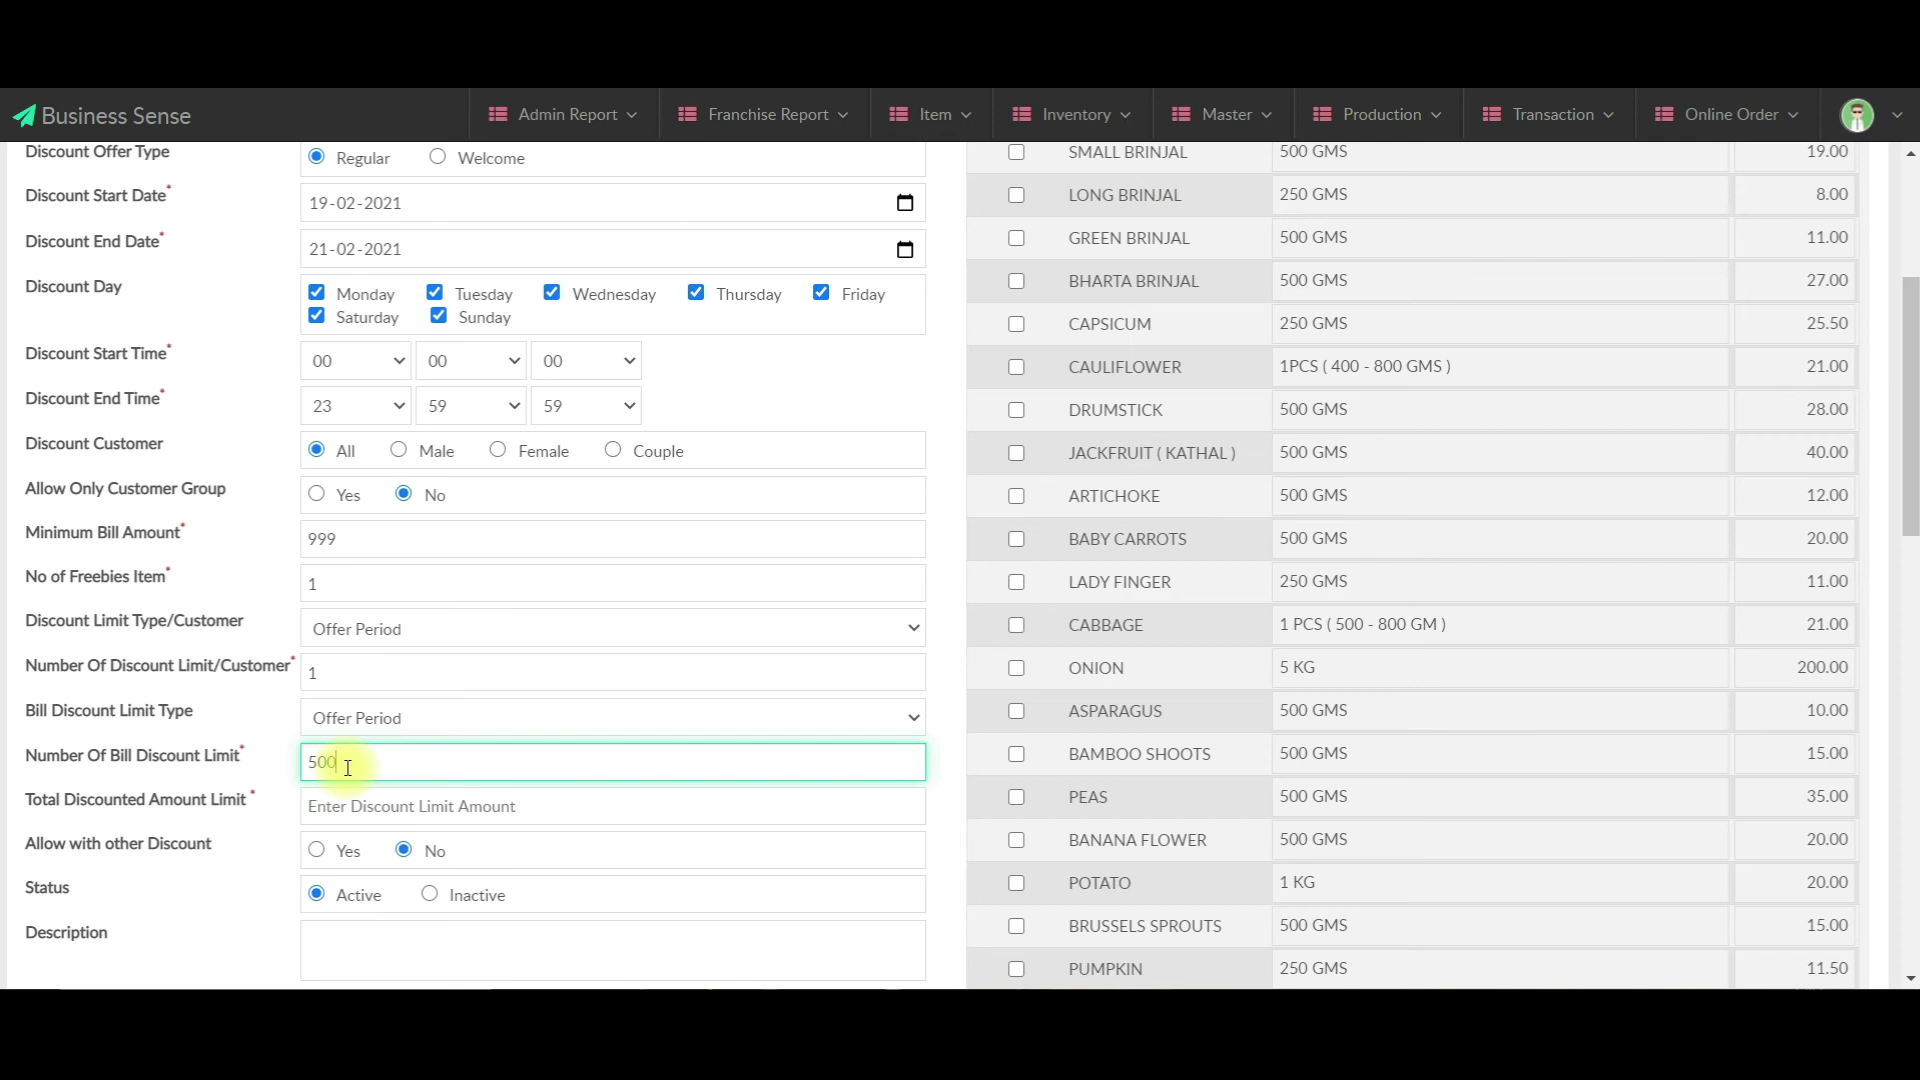 Business Sense
Admin Report
Franchise Report
Item
Inventory
Master
Production
Transaction
Online Order
Discount Offer Type
Regular Welcome
Discount Start Date*
19-02-2021
Discount End Date*
21-02-2021
Discount Day
Monday Tuesday Wednesday Thursday Friday
Saturday Sunday
Discount Start Time*
00 00 00
Discount End Time*
23 59 59
Discount Customer
All Male Female Couple
Allow Only Customer Group
Yes No
Minimum Bill Amount*
999
No of Freebies Item*
1
Discount Limit Type/Customer
Offer Period
Number Of Discount Limit/Customer*
1
Bill Discount Limit Type
Offer Period
Number Of Bill Discount Limit*
500
Total Discounted Amount Limit *
Enter Discount Limit Amount
Allow with other Discount
Yes No
Status
Active Inactive
Description
SMALL BRINJAL 500 GMS 19.00
LONG BRINJAL 250 GMS 8.00
GREEN BRINJAL 500 GMS 11.00
BHARTA BRINJAL 500 GMS 27.00
CAPSICUM 250 GMS 25.50
CAULIFLOWER 1PCS ( 400 - 800 GMS ) 21.00
DRUMSTICK 500 GMS 28.00
JACKFRUIT ( KATHAL ) 500 GMS 40.00
ARTICHOKE 500 GMS 12.00
BABY CARROTS 500 GMS 20.00
LADY FINGER 250 GMS 11.00
CABBAGE 1 PCS ( 500 - 800 GM ) 21.00
ONION 5 KG 200.00
ASPARAGUS 500 GMS 10.00
BAMBOO SHOOTS 500 GMS 15.00
PEAS 500 GMS 35.00
BANANA FLOWER 500 GMS 20.00
POTATO 1 KG 20.00
BRUSSELS SPROUTS 500 GMS 15.00
PUMPKIN 250 GMS 11.50